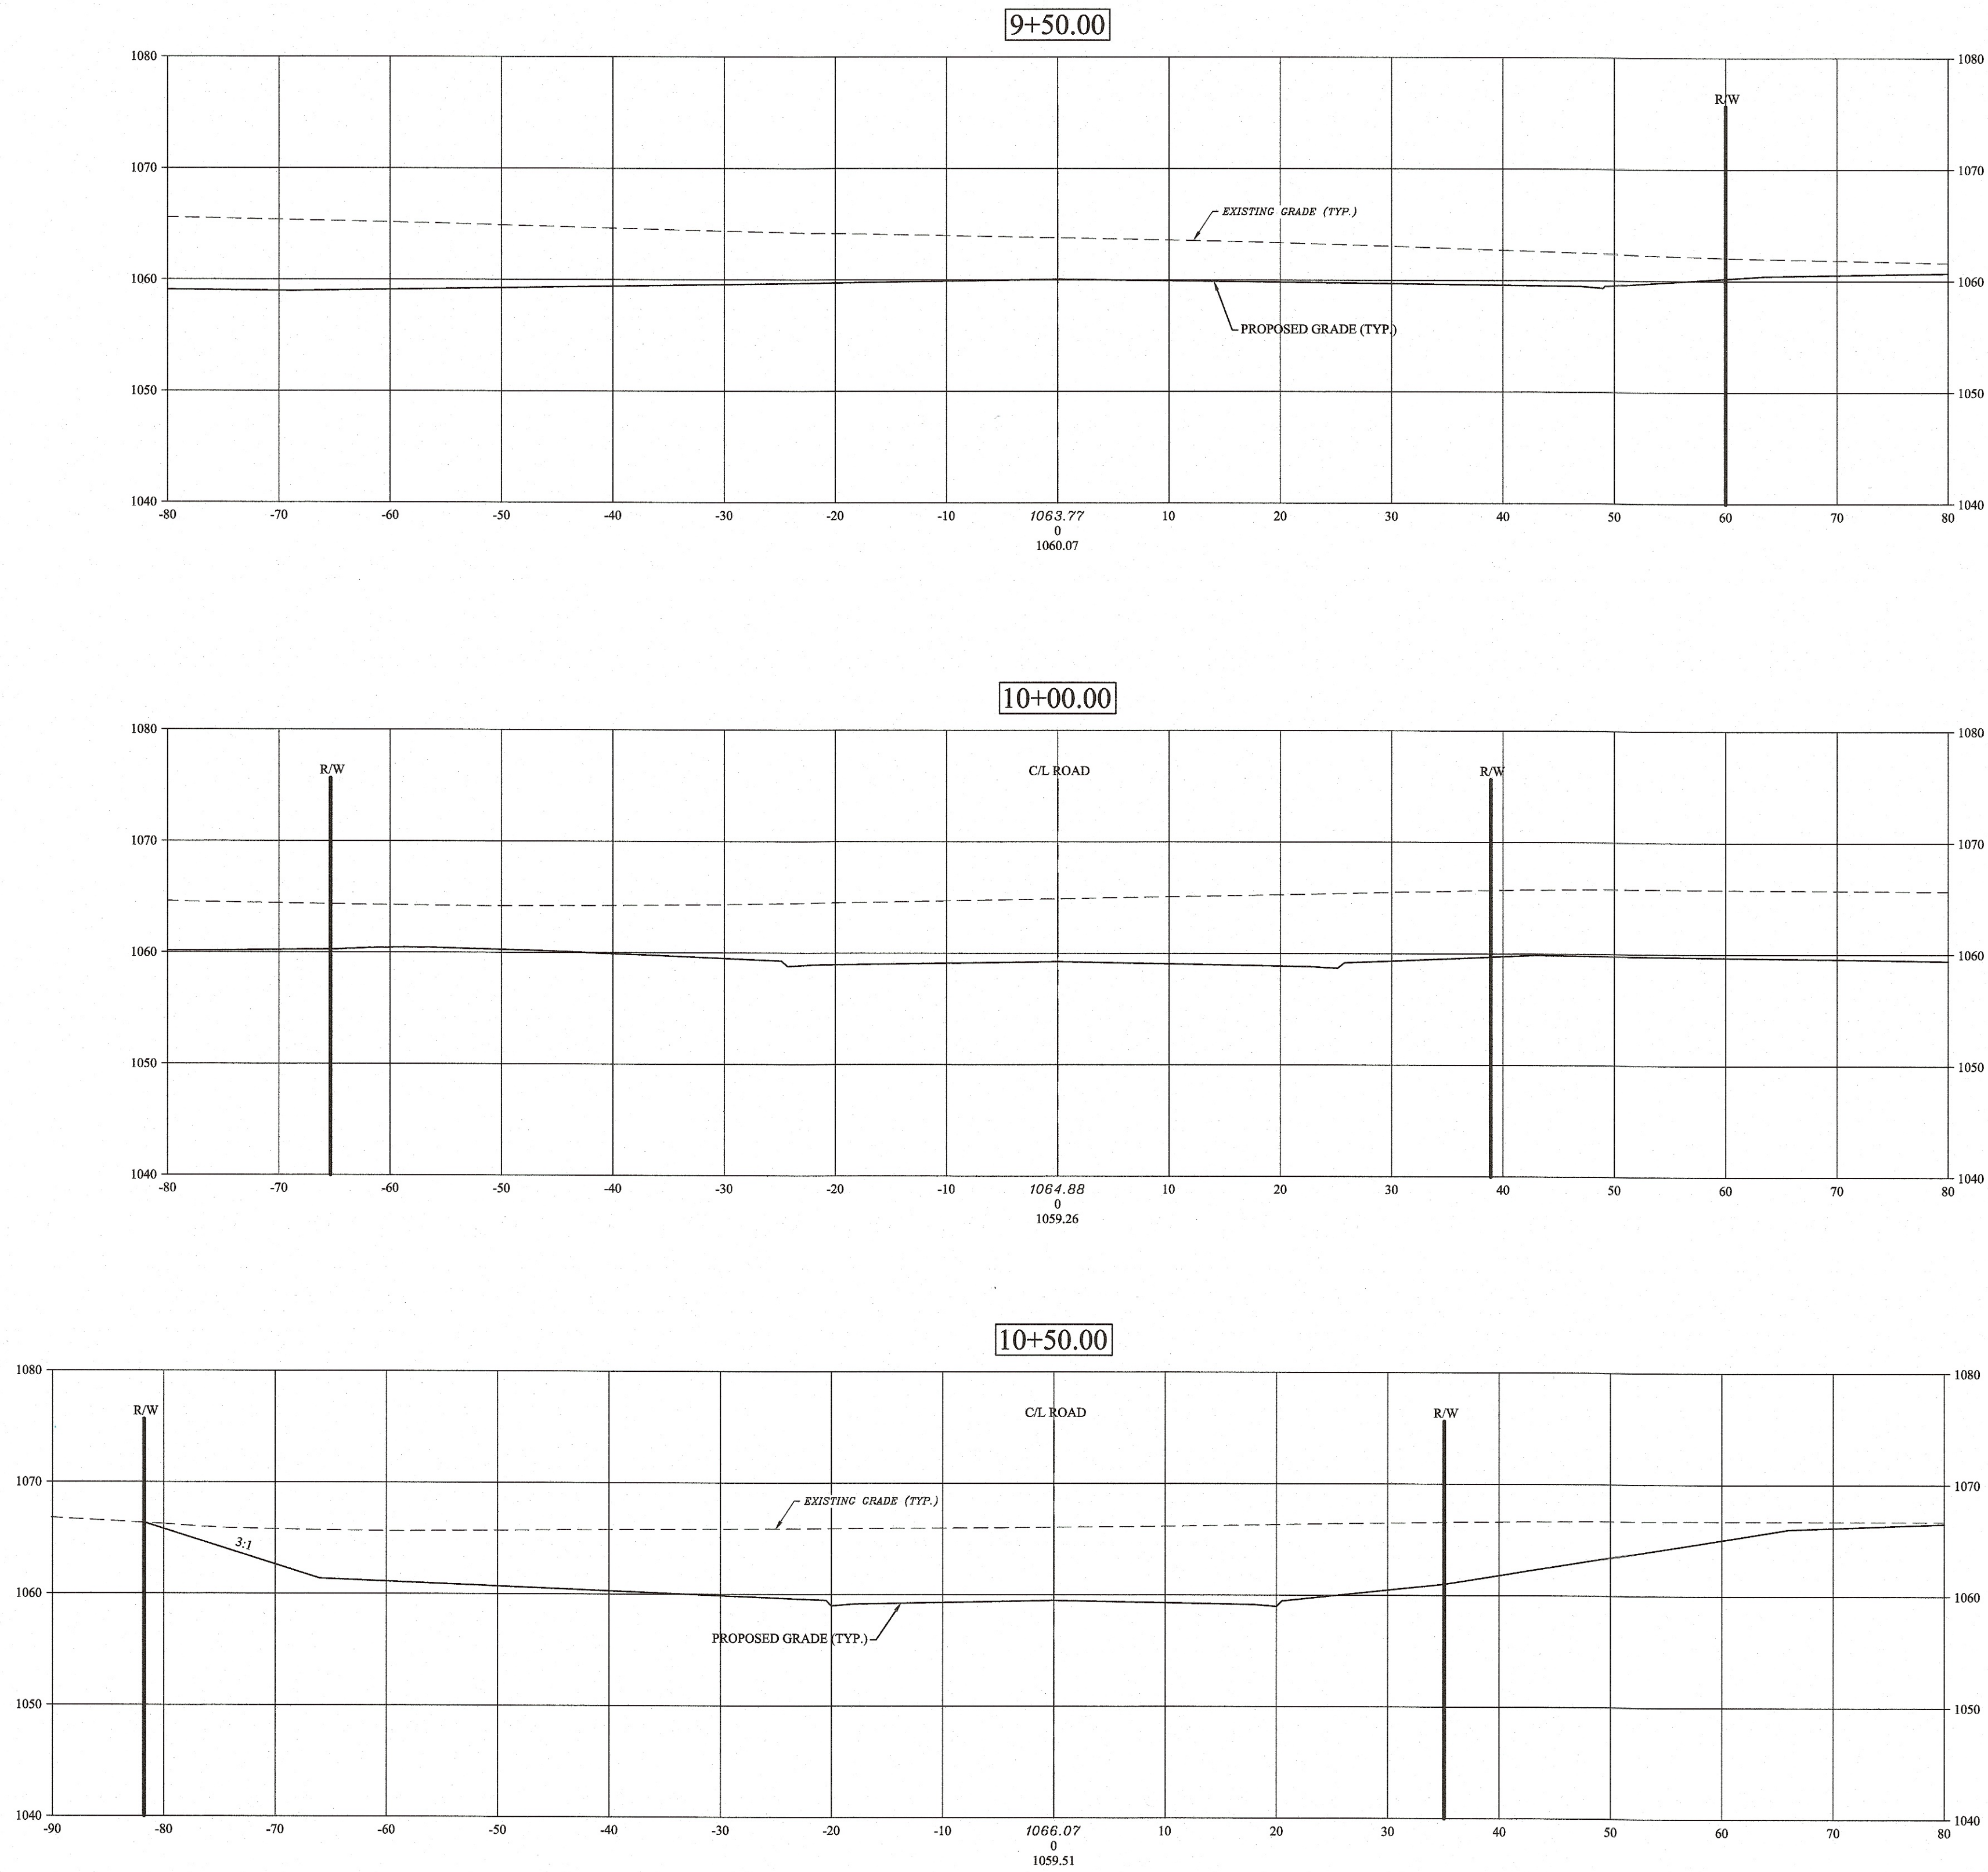 9+50.00
1080 1080
R/W
1070 1070
EXISTING GRADE (TYP.)
1060 1060
PROPOSED GRADE (TYP.)
1050 1050
1040 1040
-80 -70 -60 -50 -40 -30 -20 -10 1063.77 10 20 30 40 50 60 70 80
0
1060.07
10+00.00
1080 1080
R/W C/L ROAD R/W
1070 1070
1060 1060
1050 1050
1040 1040
-80 -70 -60 -50 -40 -30 -20 -10 1064.88 10 20 30 40 50 60 70 80
0
1059.26
10+50.00
1080 1080
R/W C/L ROAD R/W
1070 1070
EXISTING GRADE (TYP.)
3:1
1060 1060
PROPOSED GRADE (TYP.)
1050 1050
1040 1040
-90 -80 -70 -60 -50 -40 -30 -20 -10 1066.07 10 20 30 40 50 60 70 80
0
1059.51